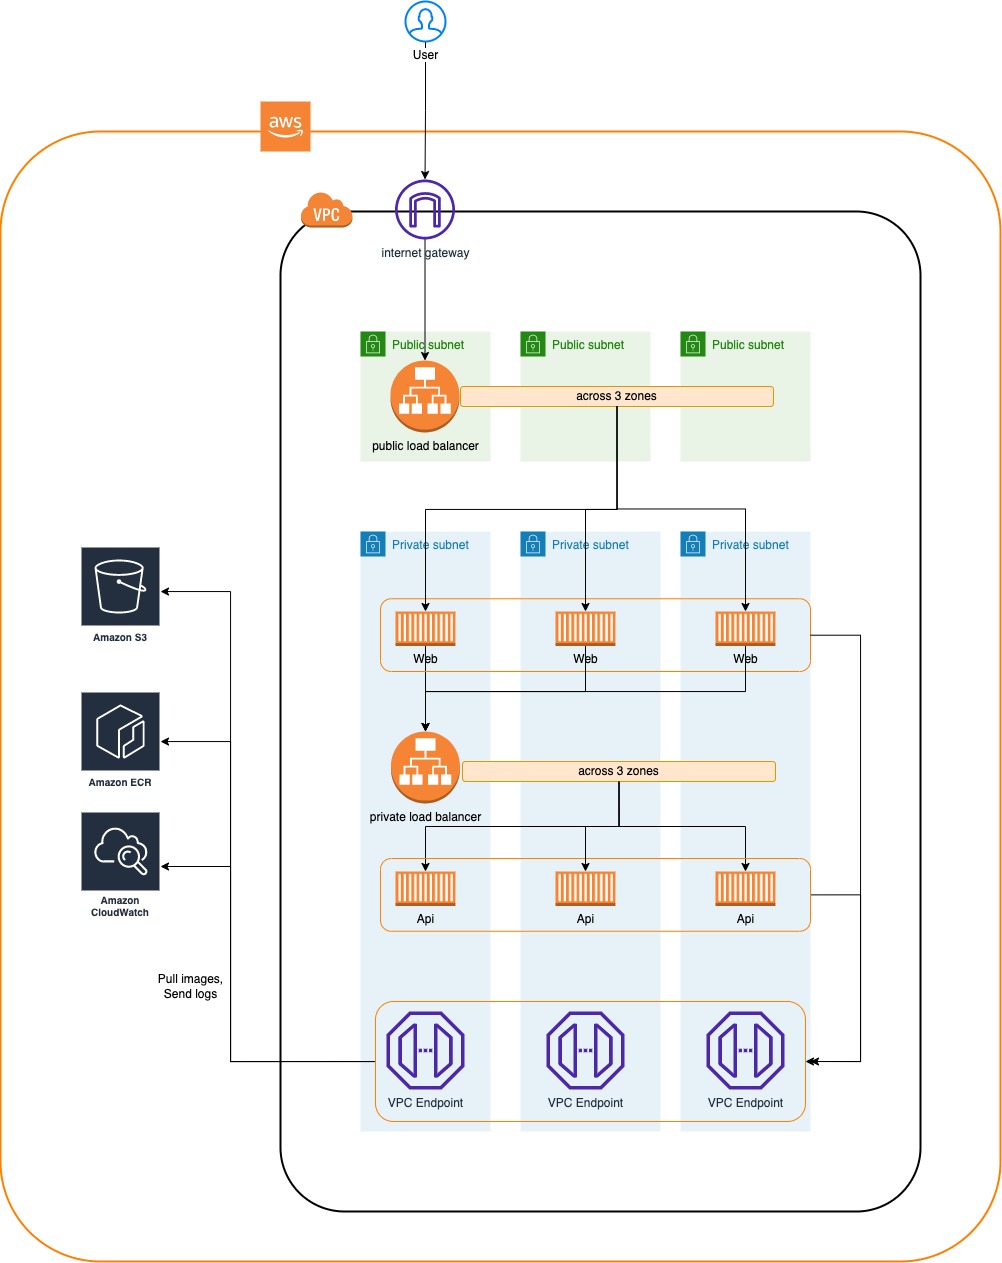 User
aws
VPC
internet gateway
Public subnet
Public subnet
Public subnet
across 3 zones
public load balancer
Private subnet
Private subnet
Private subnet
Amazon S3
Web
Web
Web
Amazon ECR
across 3 zones
private load balancer
Amazon
CloudWatch
Api
Api
Api
Pull images,
Send logs
VPC Endpoint
VPC Endpoint
VPC Endpoint